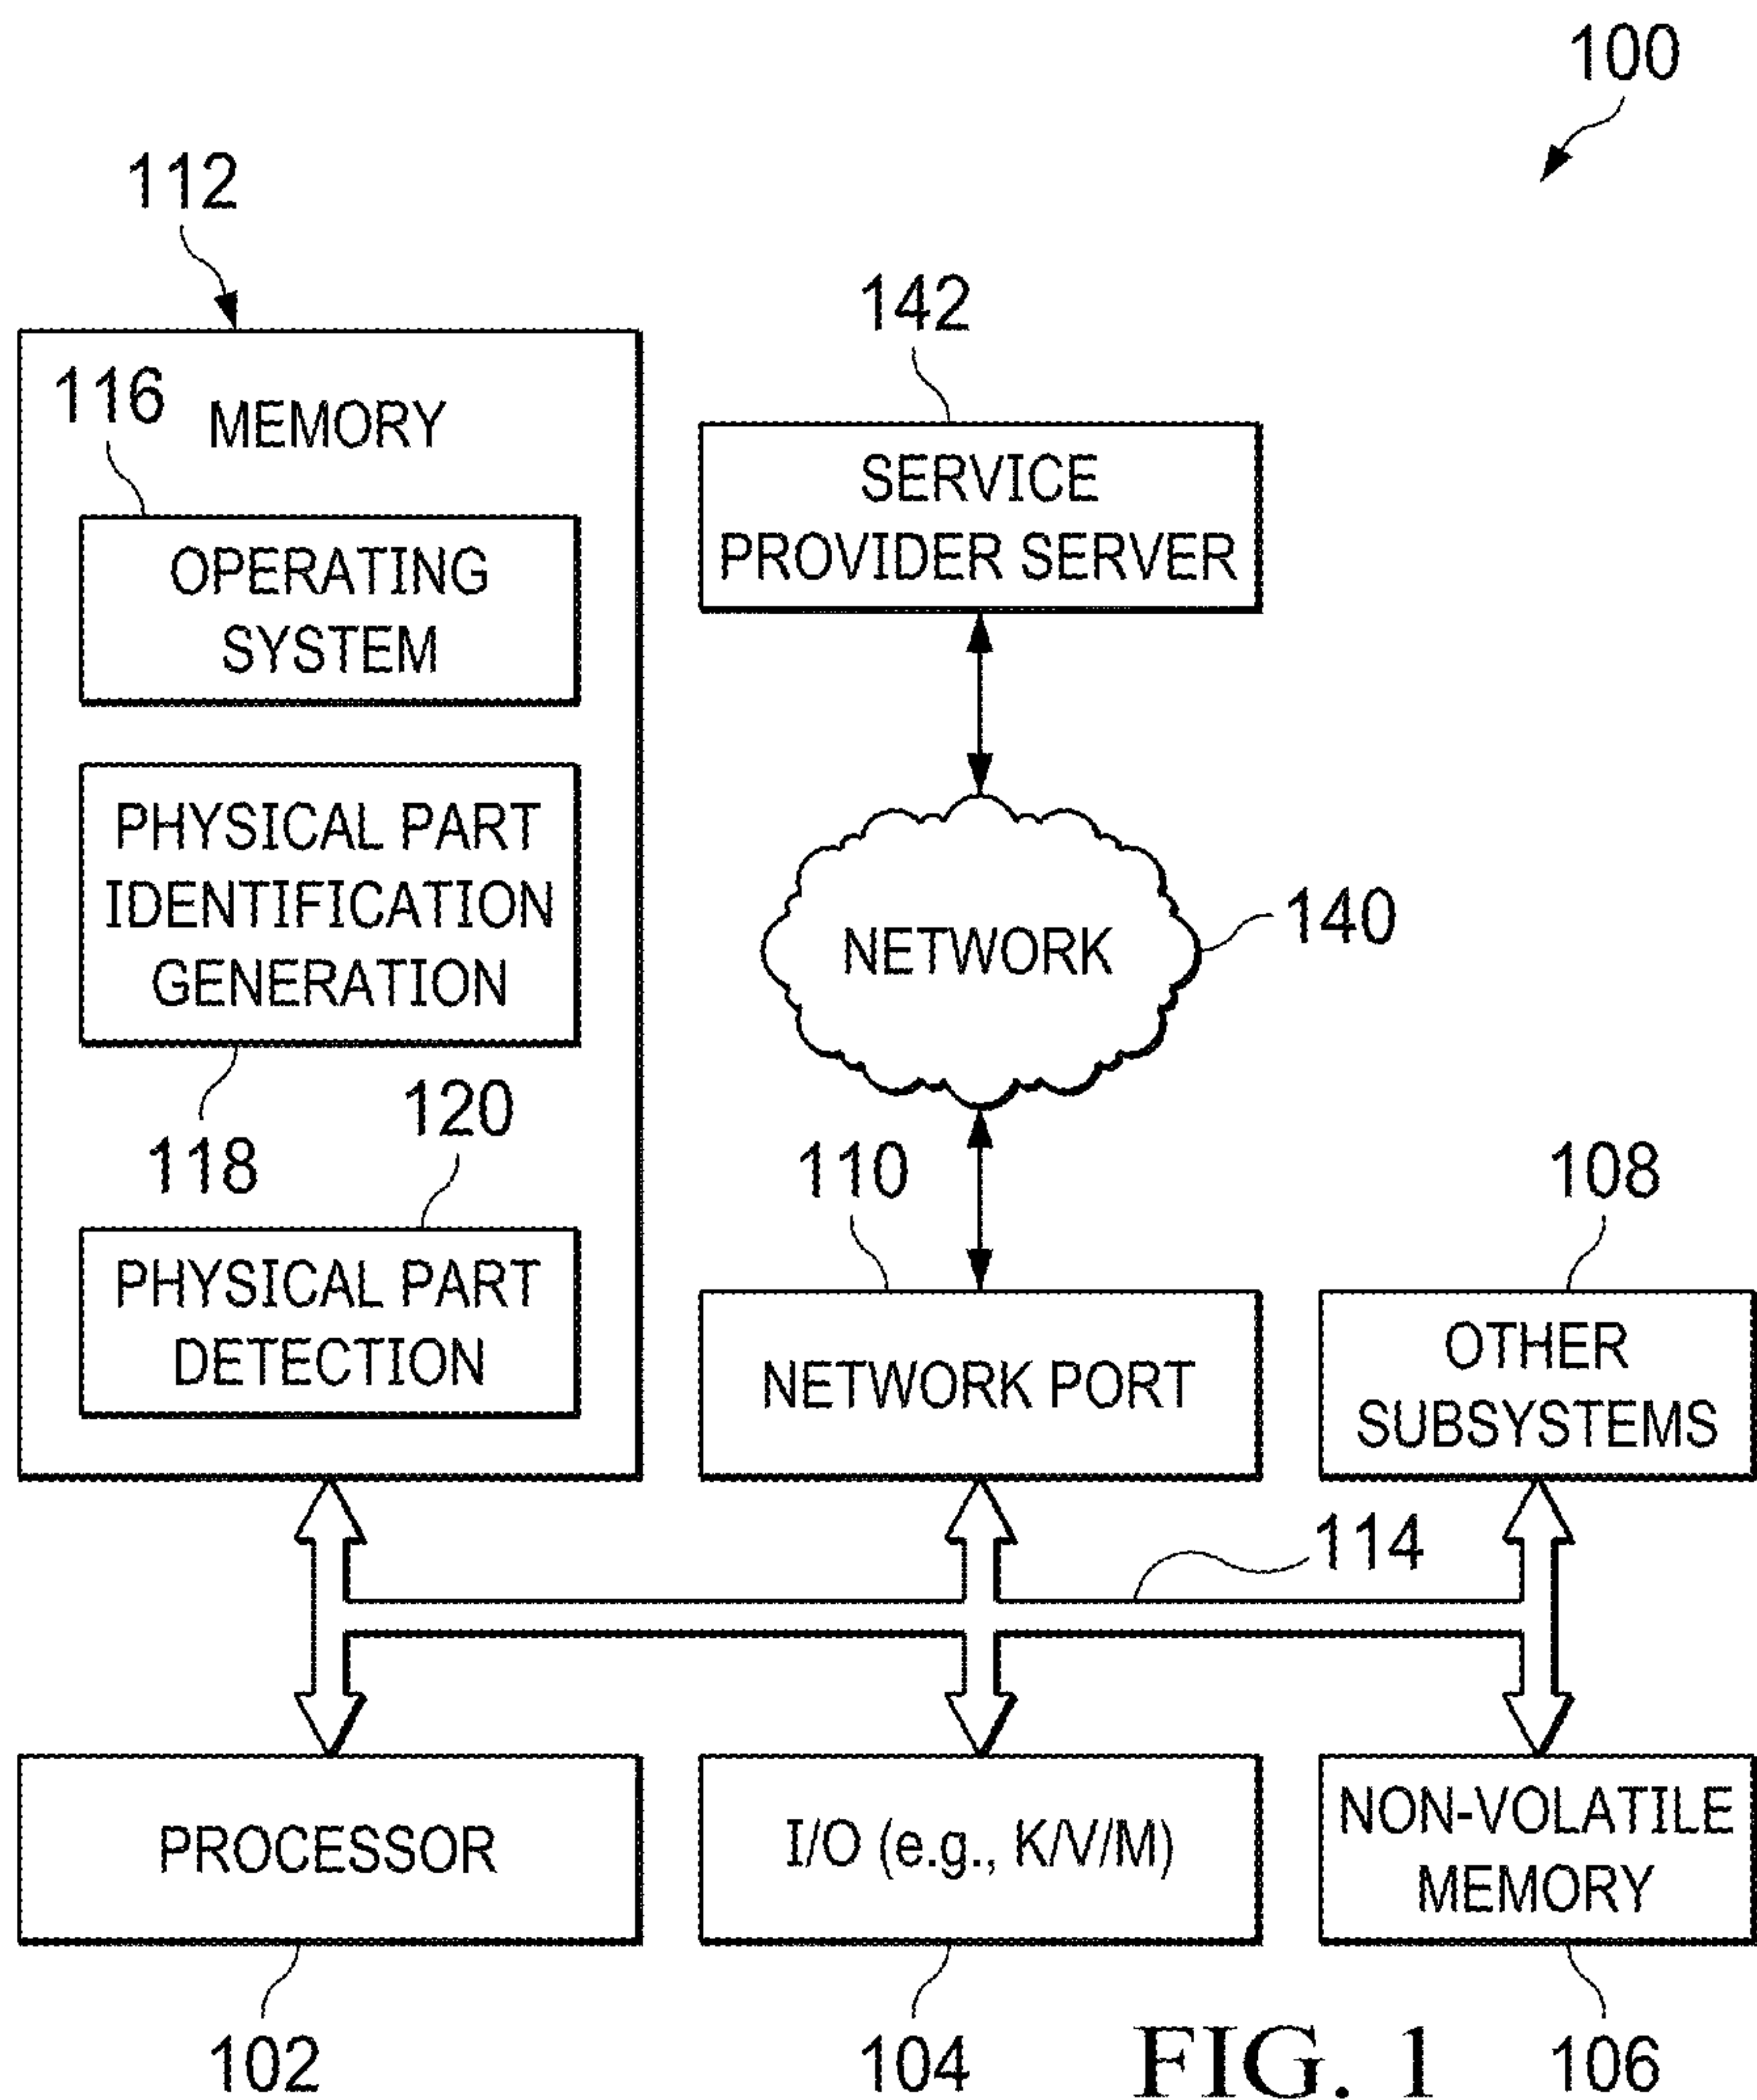 100
112
142
116
MEMORY
SERVICE
PROVIDER SERVER
OPERATING
SYSTEM
PHYSICAL PART
IDENTIFICATION
GENERATION
NETWORK
140
118
120
110
108
PHYSICAL PART
DETECTION
NETWORK PORT
OTHER
SUBSYSTEMS
114
PROCESSOR
I/O (e.g., K/V/M)
NON-VOLATILE
MEMORY
102
104
106
FIG. 1